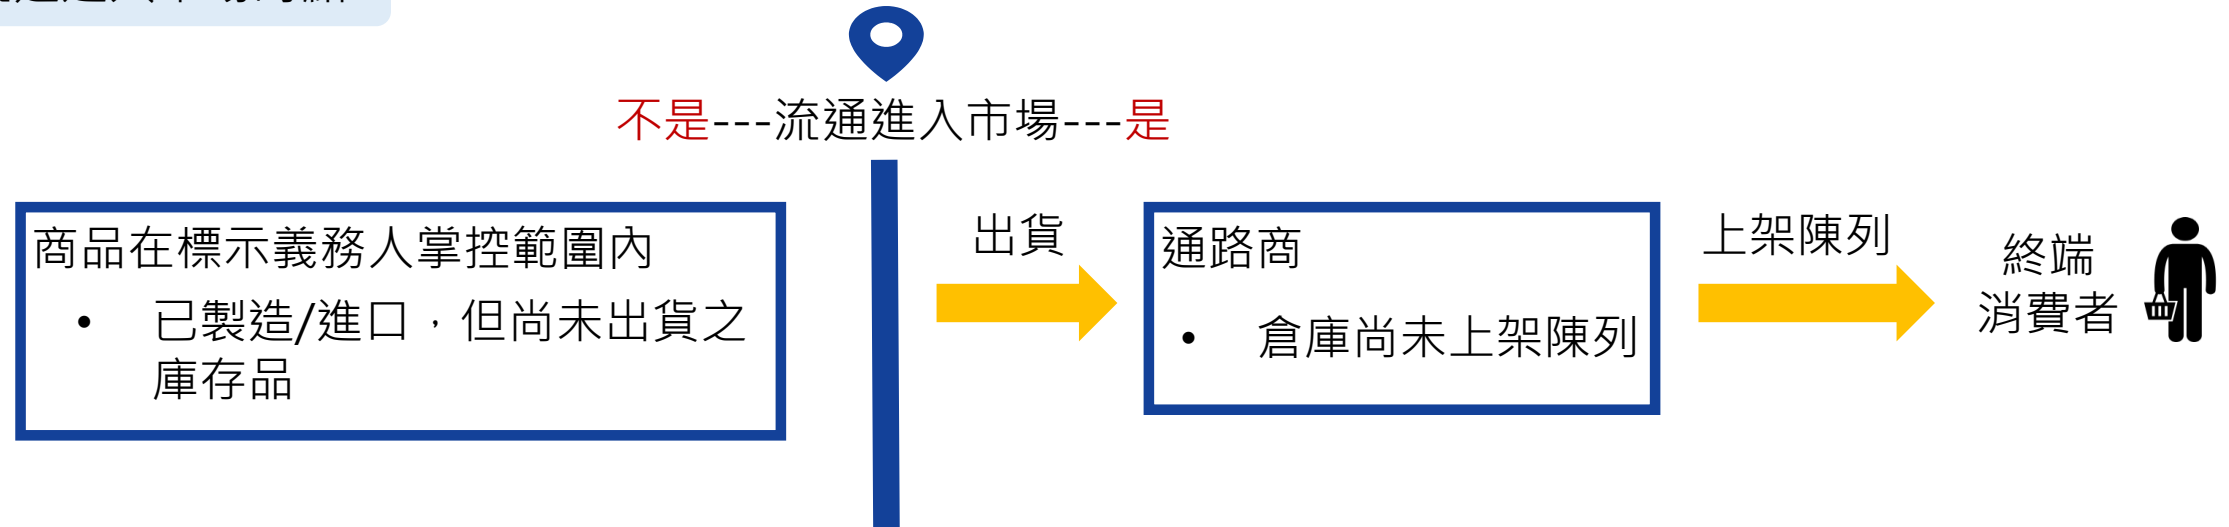 不是---流通進入市場---是
商品在標示義務人掌控範圍內
• 已製造/進口，但尚未出貨之
庫存品
出貨
通路商
• 倉庫尚未上架陳列
上架陳列
終端
消費者